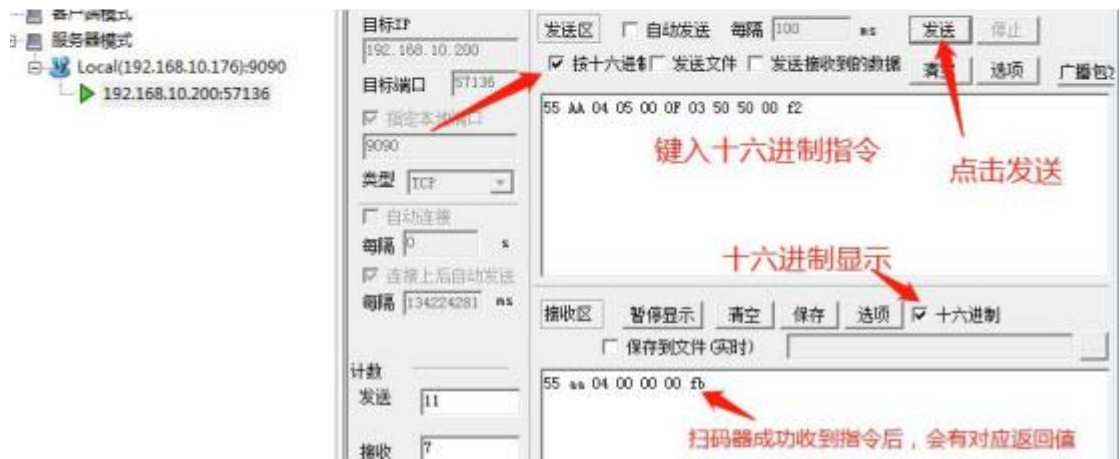 客户端模式
服务器模式
Local(192.168.10.176):9090
192.168.10.200:57136
目标IP
192.168.10.200
目标端口 57136
指定本地端口
9090
类型 TCP
自动连接
每隔 0 s
连接上后自动发送
每隔 134224281 ms
计数
发送 11
接收 7
发送区 自动发送 每隔 100 ms 发送 停止
按十六进制 发送文件 发送接收到的数据 清空 选项 广播包
55 AA 04 05 00 0F 03 50 50 00 f2
键入十六进制指令
点击发送
十六进制显示
接收区 暂停显示 清空 保存 选项 十六进制
保存到文件(实时) ...
55 aa 04 00 00 00 fb
扫码器成功收到指令后，会有对应返回值